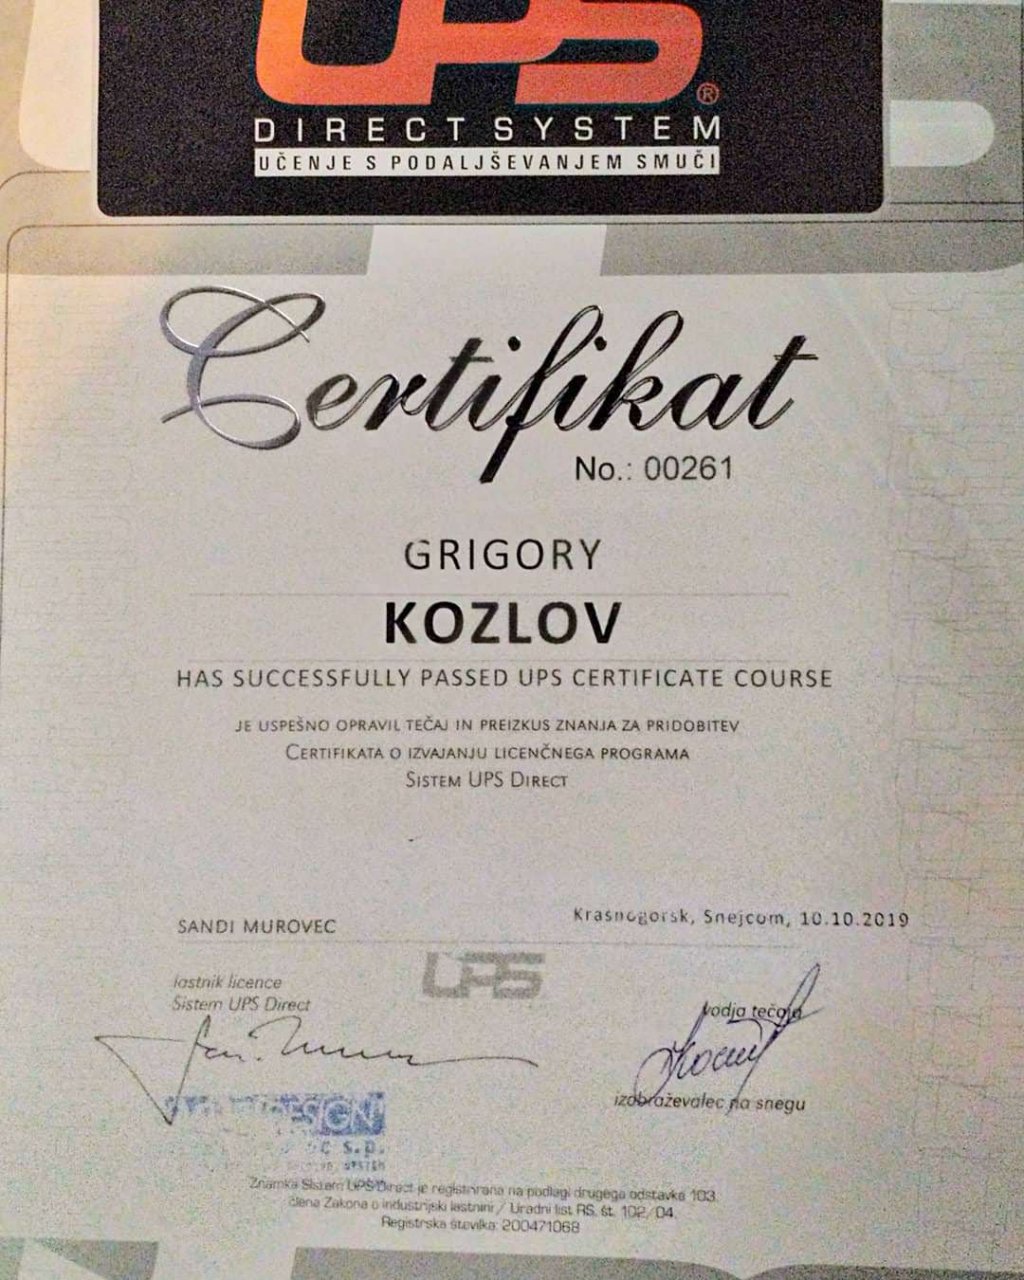 UPS®
DIRECT SYSTEM
UČENJE S PODALJŠEVANJEM SMUČI
Certifikat
No.: 00261
GRIGORY
KOZLOV
HAS SUCCESSFULLY PASSED UPS CERTIFICATE COURSE
JE USPEŠNO OPRAVIL TEČAJ IN PREIZKUS ZNANJA ZA PRIDOBITEV
CERTIFIKATA O IZVAJANJU LICENČNEGA PROGRAMA
SISTEM UPS DIRECT
SANDI MUROVEC
Krasnogorsk, Snejcom, 10.10.2019
UPS
lastnik licence
Sistem UPS Direct
vodja tečaja
izobraževalec na snegu
s.p.
Znamka Sistem UPS Direct je registrirana na podlagi drugega odstavka 103.
člena Zakona o industrijski lastnini / Uradni list RS, št. 102/04.
Registrska številka: 200471068